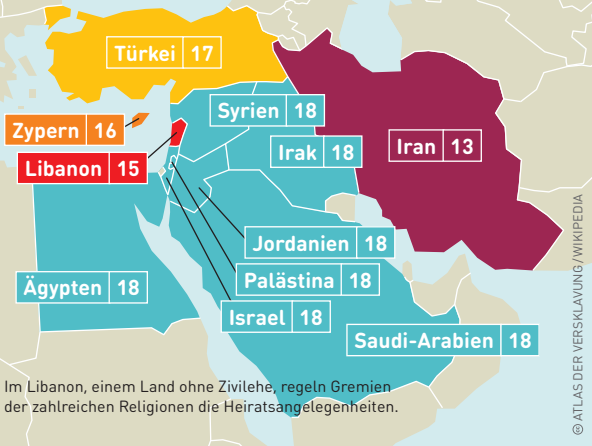 Türkei 17
Syrien 18
Zypern 16
Iran 13
Irak 18
Libanon 15
Jordanien 18
Palästina 18
Ägypten 18
Israel 18
Saudi-Arabien 18
Im Libanon, einem Land ohne Zivilehe, regeln Gremien
der zahlreichen Religionen die Heiratsangelegenheiten.
ATLAS DER VERSKLAVUNG / WIKIPEDIA